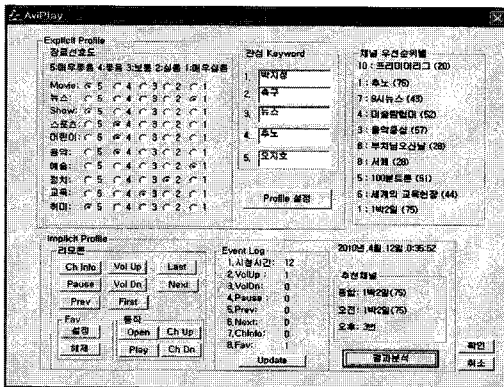 AviPlay
Explicit Profile
장르선호도
5:매우좋음 4:좋음 3:보통 2:싫름 1:매우싫름
Movie: 5 4 3 2 1
뉴스: 5 4 3 2 1
Show: 5 4 3 2 1
스포츠: 5 4 3 2 1
어린이: 5 4 3 2 1
음악: 5 4 3 2 1
예술: 5 4 3 2 1
정치: 5 4 3 2 1
교육: 5 4 3 2 1
취미: 5 4 3 2 1
관심 Keyword
1. 박지성
2. 축구
3. 뉴스
4. 추노
5. 오지호
Profile 설정
채널 우선순위별
10 : 프리미어리그 (20)
1 : 추노 (75)
7 : 9시뉴스 (43)
4 : 미술탐험대 (52)
3 : 음악중심 (57)
8 : 부처님오신날 (28)
8 : 서퍼 (28)
5 : 100분토론 (51)
6 : 세계의 교육현장 (44)
1 : 1박2일 (75)
Implicit Profile
리모콘
Ch Info Vol Up Last
Pause Vol Dn Next
Prev First
Fav
설정
해제
동작
Open Ch Up
Play Ch Dn
Event Log
1.시청시간: 12
2.VolUp : 1
3.VolDn: 0
4.Pause : 0
5.Prev: 0
6.Next: 0
7.ChInfo: 0
8.Fav: 1
Update
2010년 4월 12일 0:35:52
추천채널
종합: 1박2일(75)
오전: 1박2일(75)
오후: 3번
결과분석
확인
취소